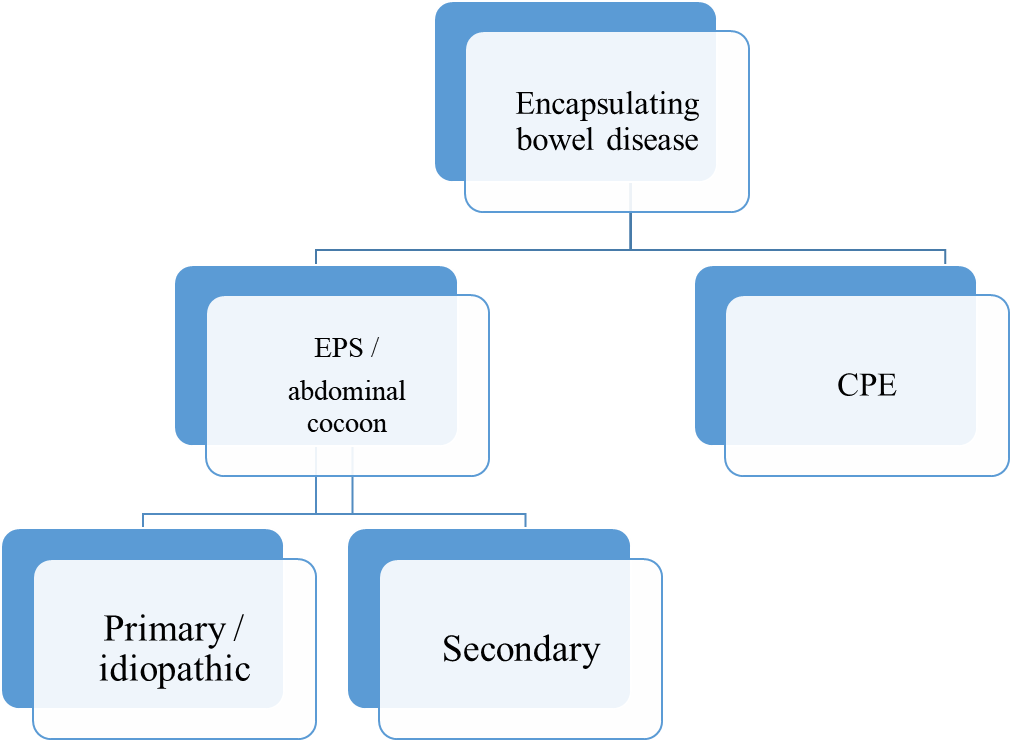 Encapsulating
bowel disease
EPS /
abdominal
cocoon
CPE
Primary /
idiopathic
Secondary